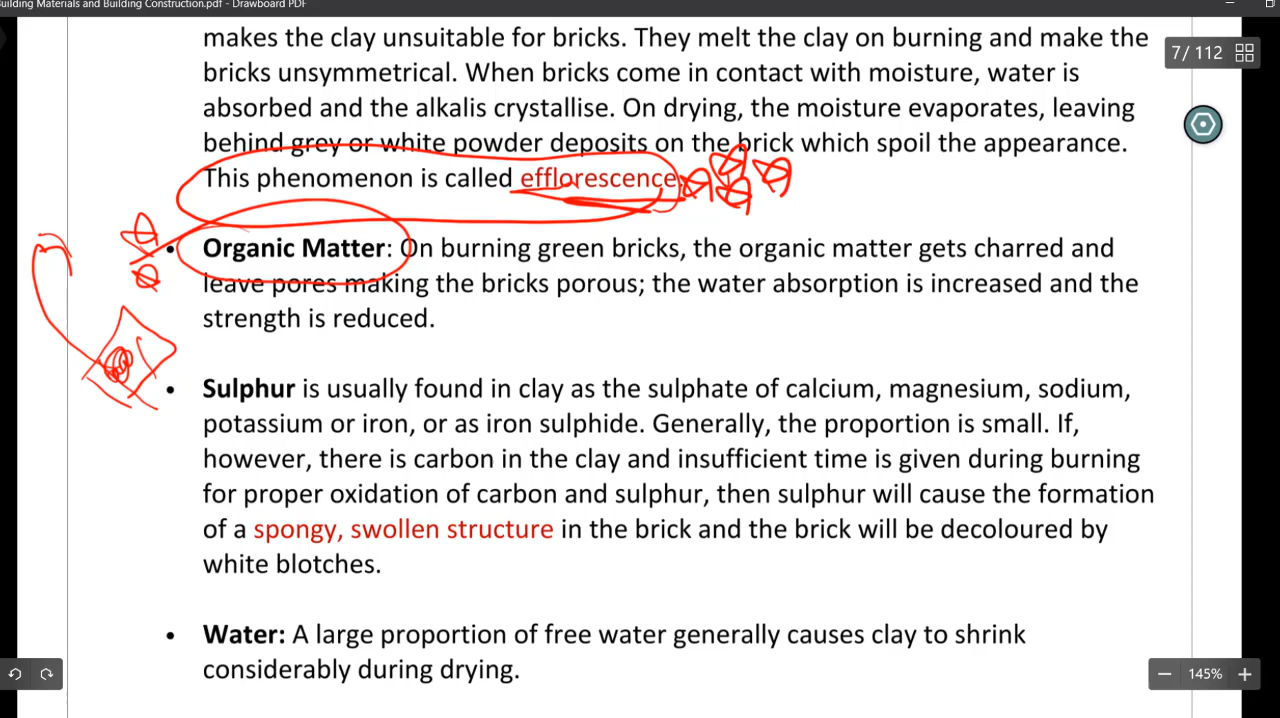 uilding Materials and Building Construction.pdf - Drawboard PDF
makes the clay unsuitable for bricks. They melt the clay on burning and make the
7 / 112
bricks unsymmetrical. When bricks come in contact with moisture, water is
absorbed and the alkalis crystallise. On drying, the moisture evaporates, leaving
behind grey or white powder deposits on the brick which spoil the appearance.
This phenomenon is called efflorescence.
• Organic Matter: On burning green bricks, the organic matter gets charred and
leave pores making the bricks porous; the water absorption is increased and the
strength is reduced.
• Sulphur is usually found in clay as the sulphate of calcium, magnesium, sodium,
potassium or iron, or as iron sulphide. Generally, the proportion is small. If,
however, there is carbon in the clay and insufficient time is given during burning
for proper oxidation of carbon and sulphur, then sulphur will cause the formation
of a spongy, swollen structure in the brick and the brick will be decoloured by
white blotches.
• Water: A large proportion of free water generally causes clay to shrink
considerably during drying.
145%